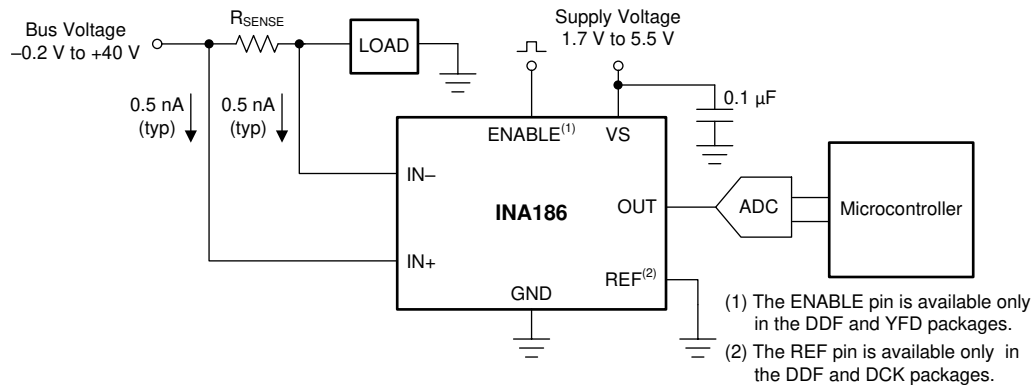 Bus Voltage
–0.2 V to +40 V
RSENSE
LOAD
Supply Voltage
1.7 V to 5.5 V
0.5 nA
(typ)
0.5 nA
(typ)
0.1 µF
ENABLE(1)
VS
IN–
INA186
OUT
ADC
Microcontroller
IN+
REF(2)
GND
(1) The ENABLE pin is available only
in the DDF and YFD packages.
(2) The REF pin is available only in
the DDF and DCK packages.